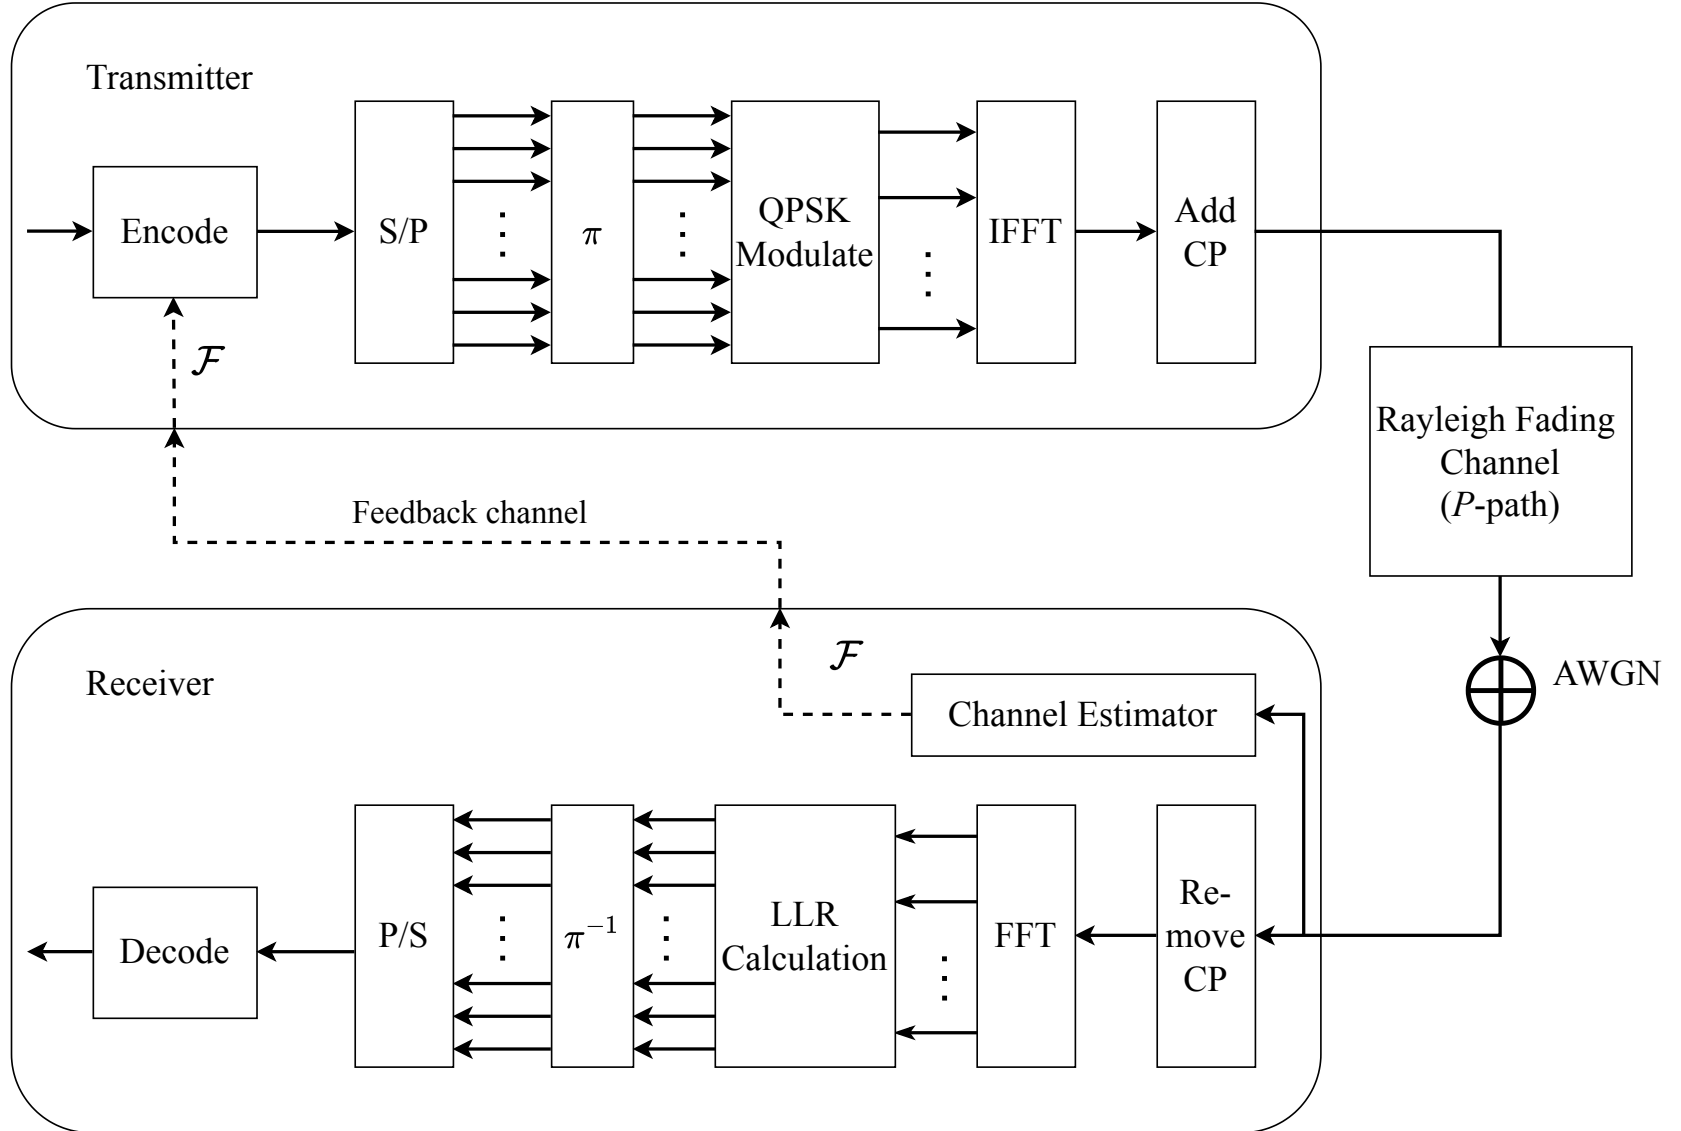 Transmitter
Encode
S/P
π
QPSK
Modulate
IFFT
Add
CP
ℱ
Rayleigh Fading
Channel
(P-path)
Feedback channel
AWGN
Receiver
ℱ
Channel Estimator
Decode
P/S
π⁻¹
LLR
Calculation
FFT
Re-
move
CP